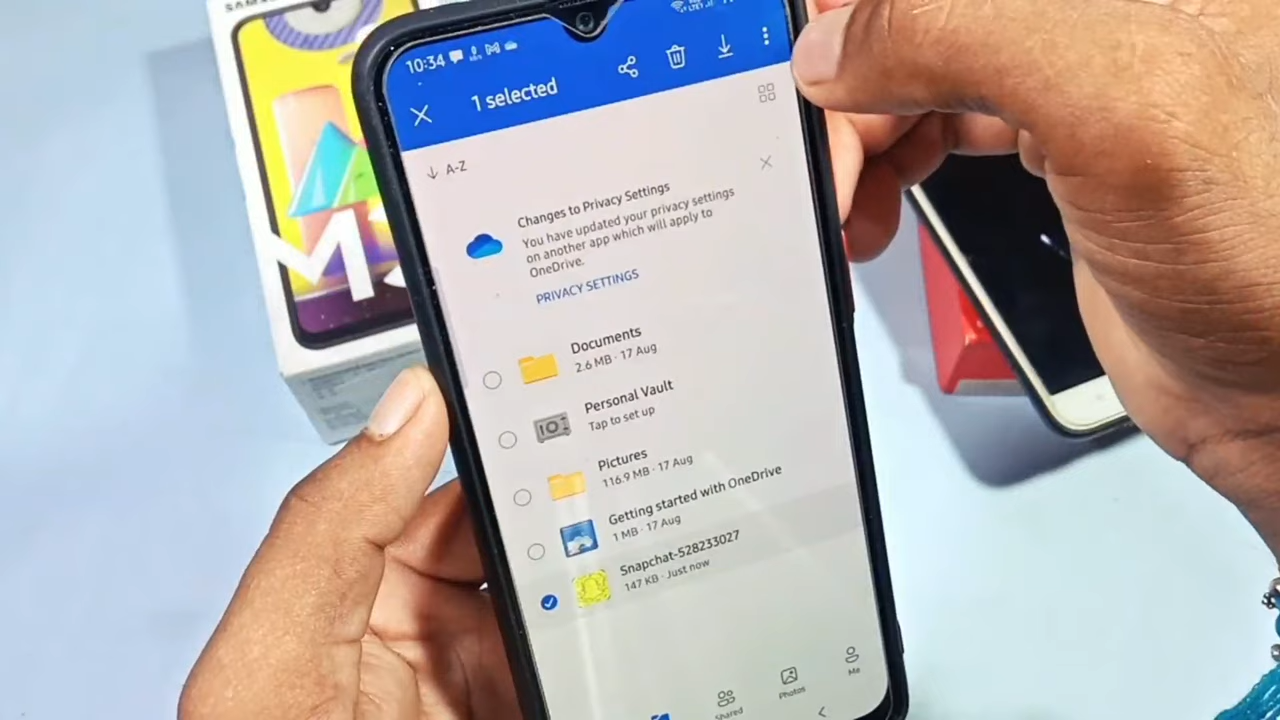 SAMSUNG
M3
10:34
1 selected
A-Z
Changes to Privacy Settings
You have updated your privacy settings
on another app which will apply to
OneDrive.
PRIVACY SETTINGS
Documents
2.6 MB · 17 Aug
Personal Vault
Tap to set up
Pictures
116.9 MB · 17 Aug
Getting started with OneDrive
1 MB · 17 Aug
Snapchat-528233027
147 KB · Just now
Shared
Photos
Me